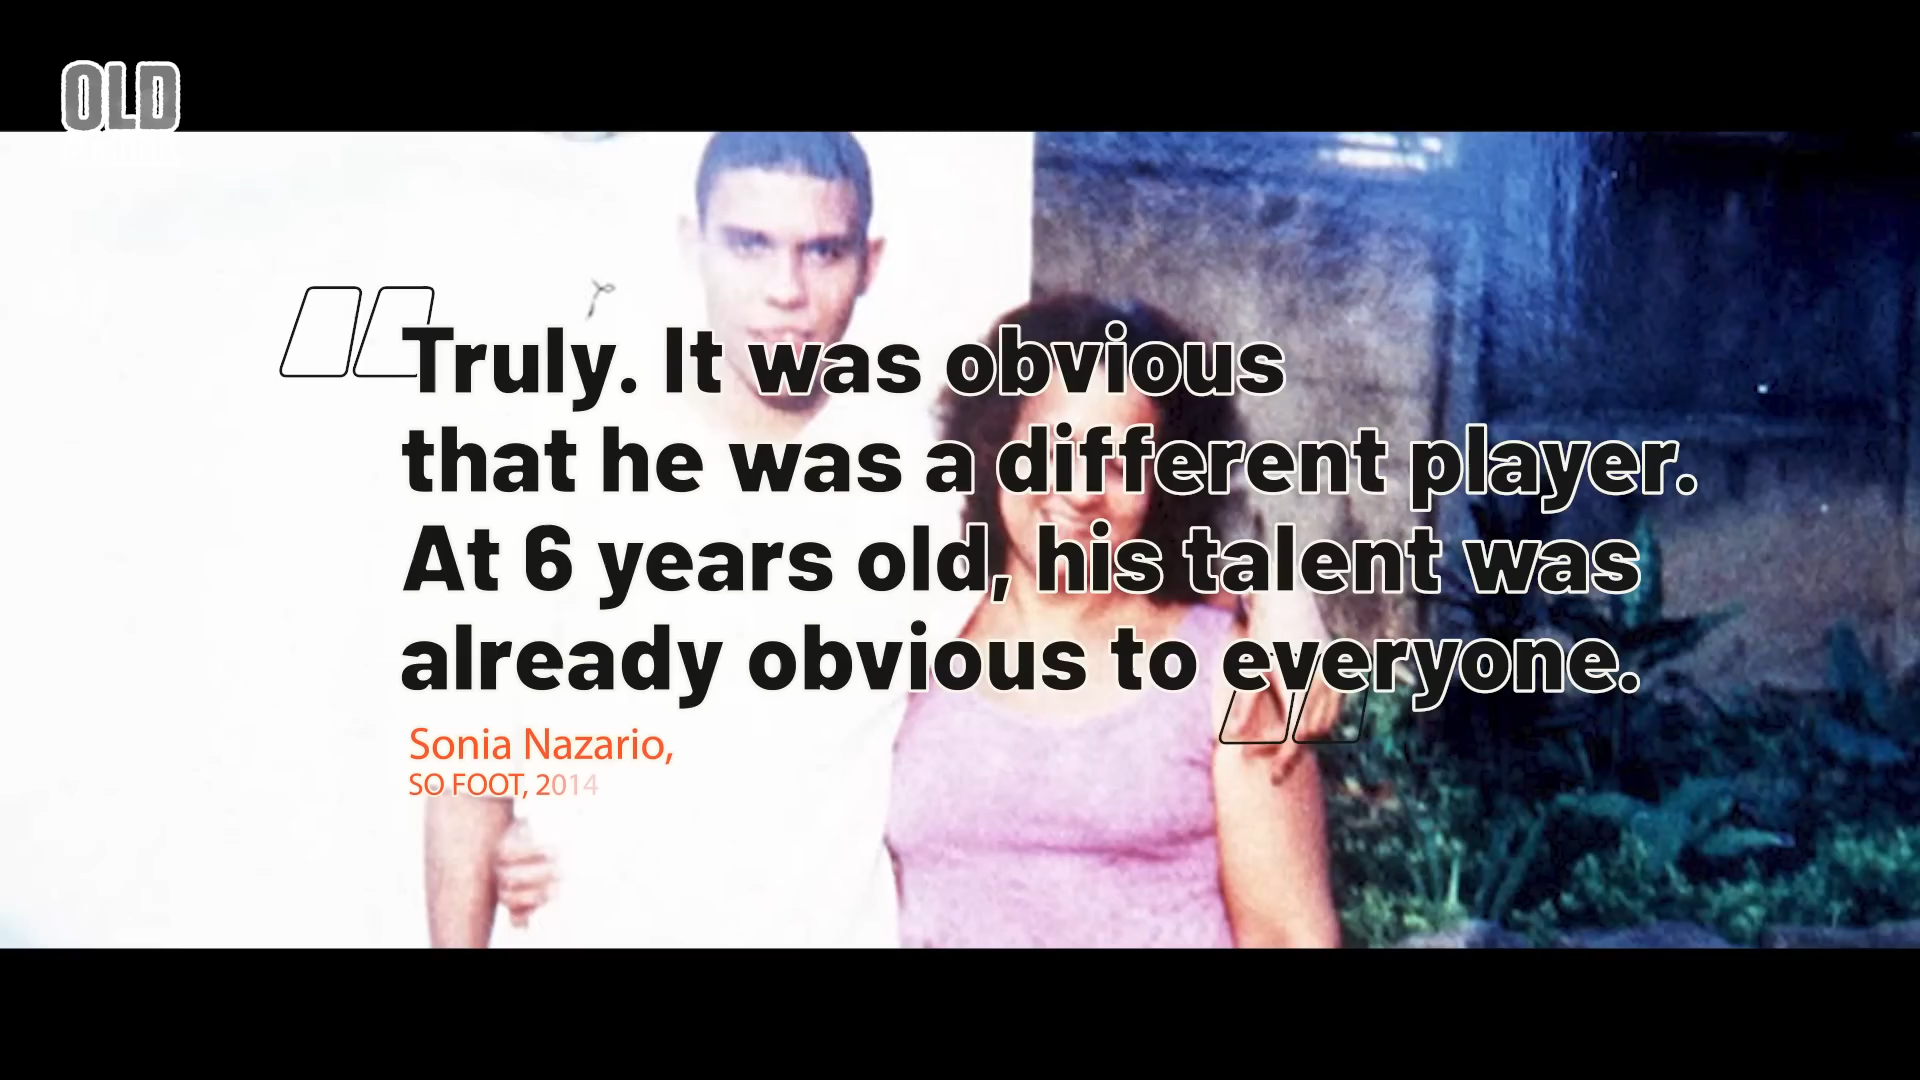 OLD
Truly. It was obvious
that he was a different player.
At 6 years old, his talent was
already obvious to everyone.
Sonia Nazario,
SO FOOT, 2014